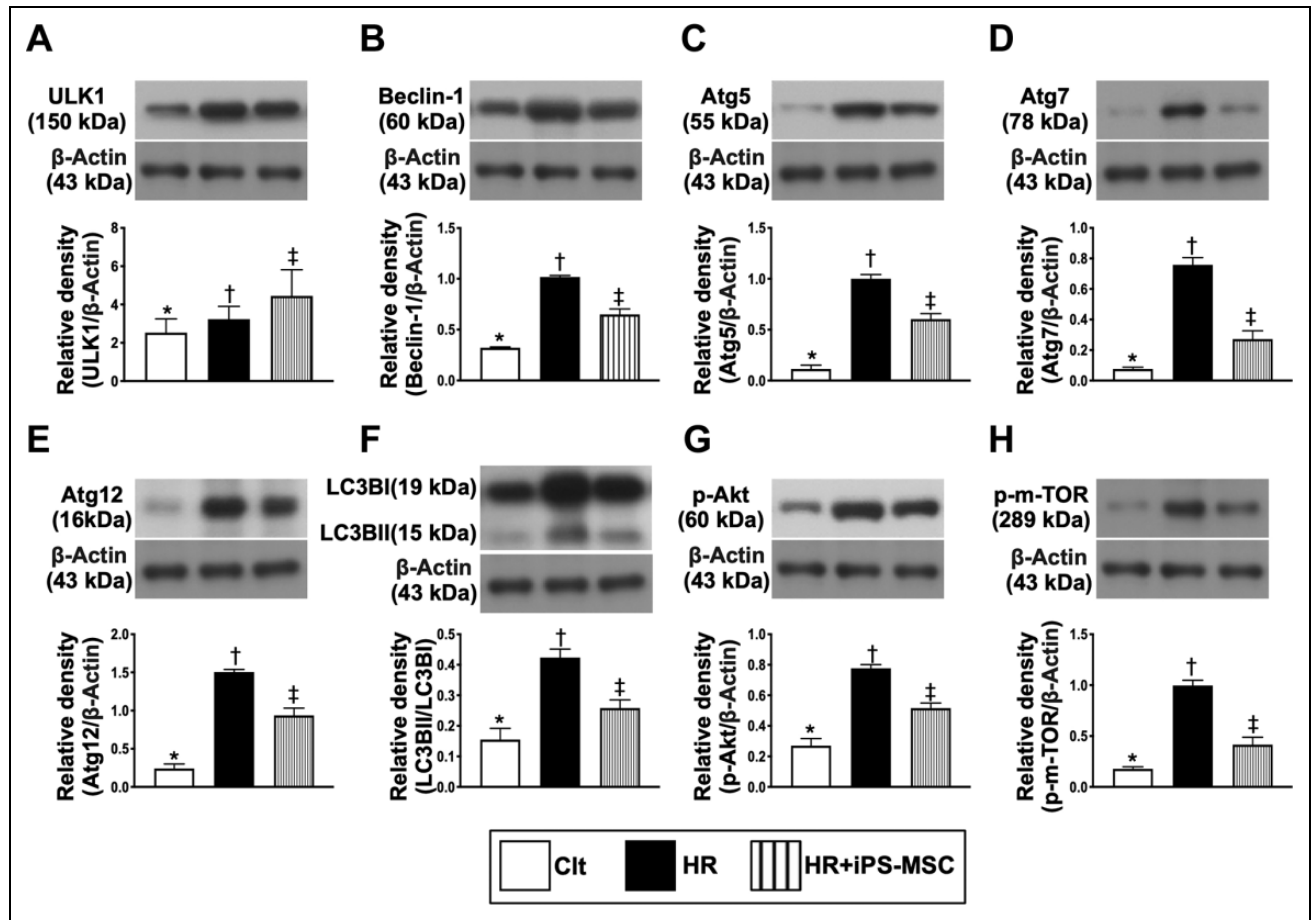 A
ULK1
(150 kDa)
β-Actin
(43 kDa)
Relative density
(ULK1/β-Actin)
8
6
4
2
0
*
†
‡
B
Beclin-1
(60 kDa)
β-Actin
(43 kDa)
Relative density
(Beclin-1/β-Actin)
1.5
1.0
0.5
0.0
*
†
‡
C
Atg5
(55 kDa)
β-Actin
(43 kDa)
Relative density
(Atg5/β-Actin)
1.5
1.0
0.5
0.0
*
†
‡
D
Atg7
(78 kDa)
β-Actin
(43 kDa)
Relative density
(Atg7/β-Actin)
1.0
0.8
0.6
0.4
0.2
0.0
*
†
‡
E
Atg12
(16kDa)
β-Actin
(43 kDa)
Relative density
(Atg12/β-Actin)
2.0
1.5
1.0
0.5
0.0
*
†
‡
F
LC3BI(19 kDa)
LC3BII(15 kDa)
β-Actin
(43 kDa)
Relative density
(LC3BII/LC3BI)
0.5
0.4
0.3
0.2
0.1
0.0
*
†
‡
G
p-Akt
(60 kDa)
β-Actin
(43 kDa)
Relative density
(p-Akt/β-Actin)
1.0
0.8
0.6
0.4
0.2
0.0
*
†
‡
H
p-m-TOR
(289 kDa)
β-Actin
(43 kDa)
Relative density
(p-m-TOR/β-Actin)
1.5
1.0
0.5
0.0
*
†
‡
Clt
HR
HR+iPS-MSC